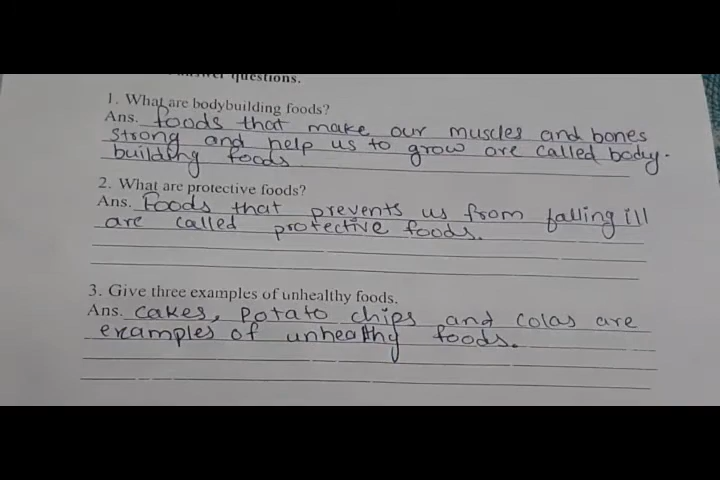 answer questions.
1. What are bodybuilding foods?
Ans. Foods that make our muscles and bones
strong and help us to grow are called body-
building foods
2. What are protective foods?
Ans. Foods that prevents us from falling ill
are called protective foods.
3. Give three examples of unhealthy foods.
Ans. cakes, potato chips and colas are
examples of unhealthy foods.